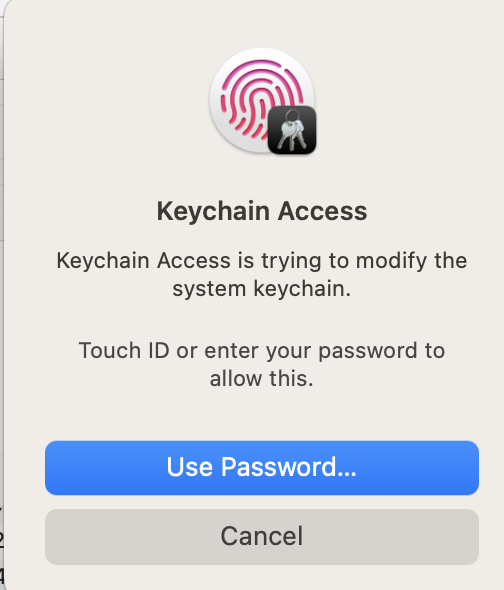 Keychain Access
Keychain Access is trying to modify the
system keychain.
Touch ID or enter your password to
allow this.
Use Password...
Cancel